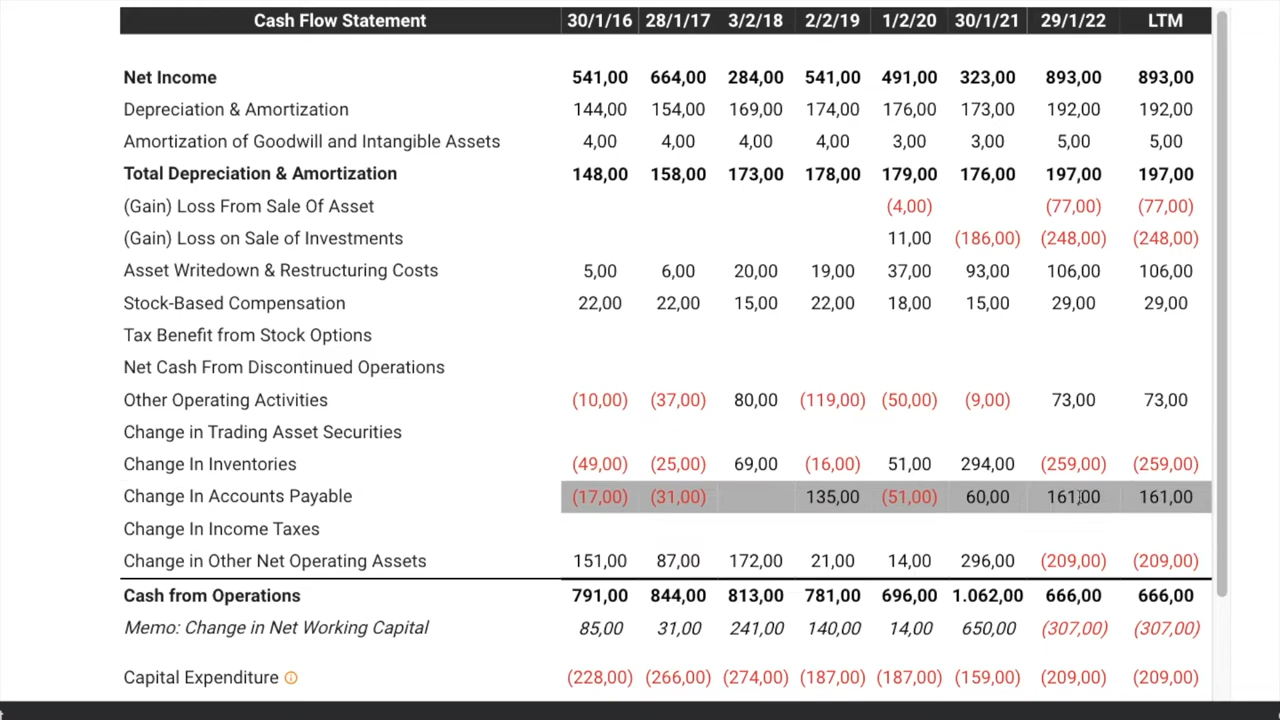 Cash Flow Statement 30/1/16 28/1/17 3/2/18 2/2/19 1/2/20 30/1/21 29/1/22 LTM
Net Income 541,00 664,00 284,00 541,00 491,00 323,00 893,00 893,00
Depreciation & Amortization 144,00 154,00 169,00 174,00 176,00 173,00 192,00 192,00
Amortization of Goodwill and Intangible Assets 4,00 4,00 4,00 4,00 3,00 3,00 5,00 5,00
Total Depreciation & Amortization 148,00 158,00 173,00 178,00 179,00 176,00 197,00 197,00
(Gain) Loss From Sale Of Asset (4,00) (77,00) (77,00)
(Gain) Loss on Sale of Investments 11,00 (186,00) (248,00) (248,00)
Asset Writedown & Restructuring Costs 5,00 6,00 20,00 19,00 37,00 93,00 106,00 106,00
Stock-Based Compensation 22,00 22,00 15,00 22,00 18,00 15,00 29,00 29,00
Tax Benefit from Stock Options
Net Cash From Discontinued Operations
Other Operating Activities (10,00) (37,00) 80,00 (119,00) (50,00) (9,00) 73,00 73,00
Change in Trading Asset Securities
Change In Inventories (49,00) (25,00) 69,00 (16,00) 51,00 294,00 (259,00) (259,00)
Change In Accounts Payable (17,00) (31,00) 135,00 (51,00) 60,00 161,00 161,00
Change In Income Taxes
Change in Other Net Operating Assets 151,00 87,00 172,00 21,00 14,00 296,00 (209,00) (209,00)
Cash from Operations 791,00 844,00 813,00 781,00 696,00 1.062,00 666,00 666,00
Memo: Change in Net Working Capital 85,00 31,00 241,00 140,00 14,00 650,00 (307,00) (307,00)
Capital Expenditure (228,00) (266,00) (274,00) (187,00) (187,00) (159,00) (209,00) (209,00)